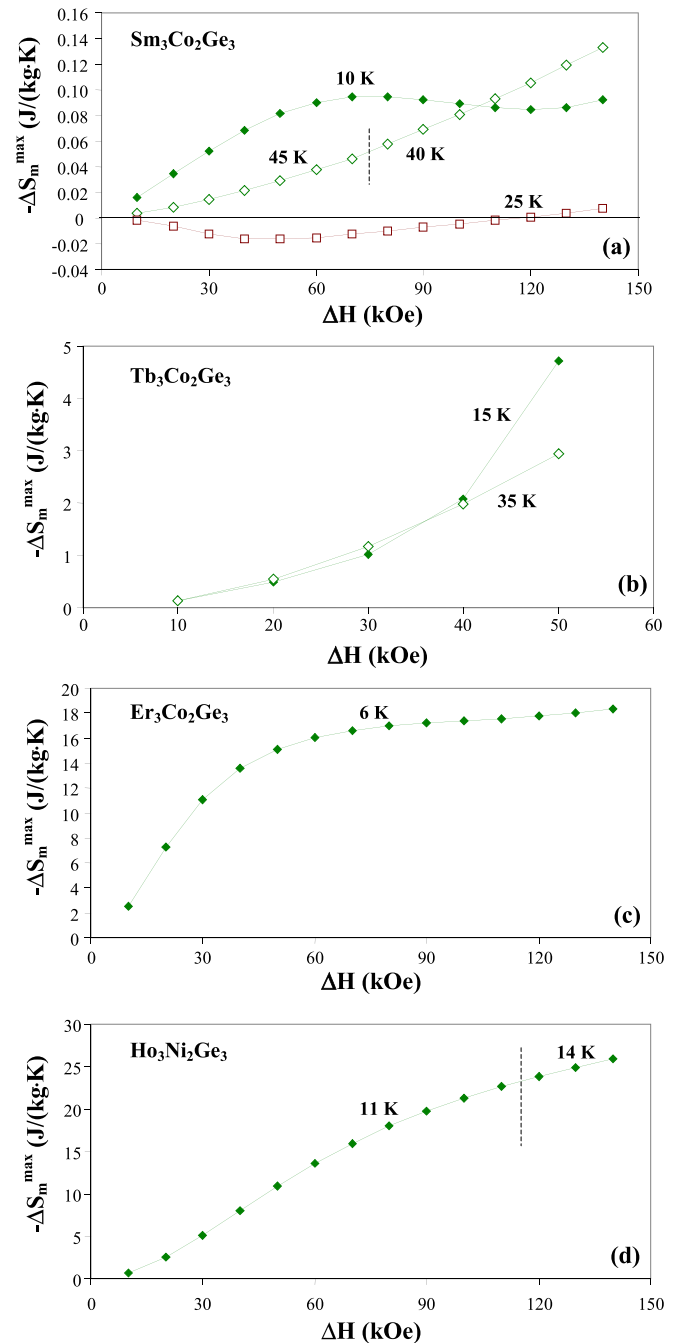 Sm₃Co₂Ge₃
-ΔSₘᵐᵃˣ (J/(kg·K)
0.16
0.14
0.12
0.10
0.08
0.06
0.04
0.02
0
-0.02
-0.04
10 K
45 K
40 K
25 K
(a)
0 30 60 90 120 150
ΔH (kOe)
Tb₃Co₂Ge₃
-ΔSₘᵐᵃˣ (J/(kg·K)
5
4
3
2
1
0
15 K
35 K
(b)
0 10 20 30 40 50 60
ΔH (kOe)
Er₃Co₂Ge₃
-ΔSₘᵐᵃˣ (J/(kg·K)
20
18
16
14
12
10
8
6
4
2
0
6 K
(c)
0 30 60 90 120 150
ΔH (kOe)
Ho₃Ni₂Ge₃
-ΔSₘᵐᵃˣ (J/(kg·K)
30
25
20
15
10
5
0
14 K
11 K
(d)
0 30 60 90 120 150
ΔH (kOe)